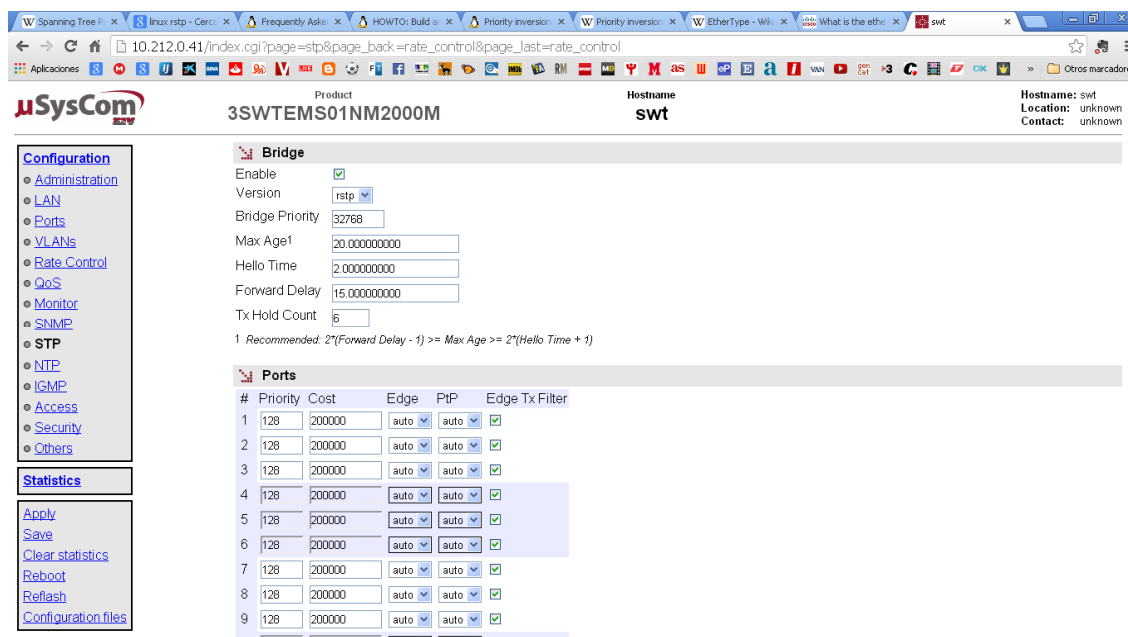 Spanning Tree P
linux rstp - Cerca
Frequently Aske
HOWTO: Build a
Priority inversion
Priority inversion
EtherType - Wiki
What is the ethe
swt
10.212.0.41/index.cgi?page=stp&page_back=rate_control&page_last=rate_control
Aplicaciones
Otros marcador
µSysCom
Product
3SWTEMS01NM2000M
Hostname
swt
Hostname: swt
Location: unknown
Contact: unknown
Configuration
Administration
LAN
Ports
VLANs
Rate Control
QoS
Monitor
SNMP
STP
NTP
IGMP
Access
Security
Others
Statistics
Apply
Save
Clear statistics
Reboot
Reflash
Configuration files
Bridge
Enable
Version rstp
Bridge Priority 32768
Max Age1 20.000000000
Hello Time 2.000000000
Forward Delay 15.000000000
Tx Hold Count 6
1 Recommended: 2*(Forward Delay - 1) >= Max Age >= 2*(Hello Time + 1)
Ports
# Priority Cost Edge PtP Edge Tx Filter
1 128 200000 auto auto
2 128 200000 auto auto
3 128 200000 auto auto
4 128 200000 auto auto
5 128 200000 auto auto
6 128 200000 auto auto
7 128 200000 auto auto
8 128 200000 auto auto
9 128 200000 auto auto